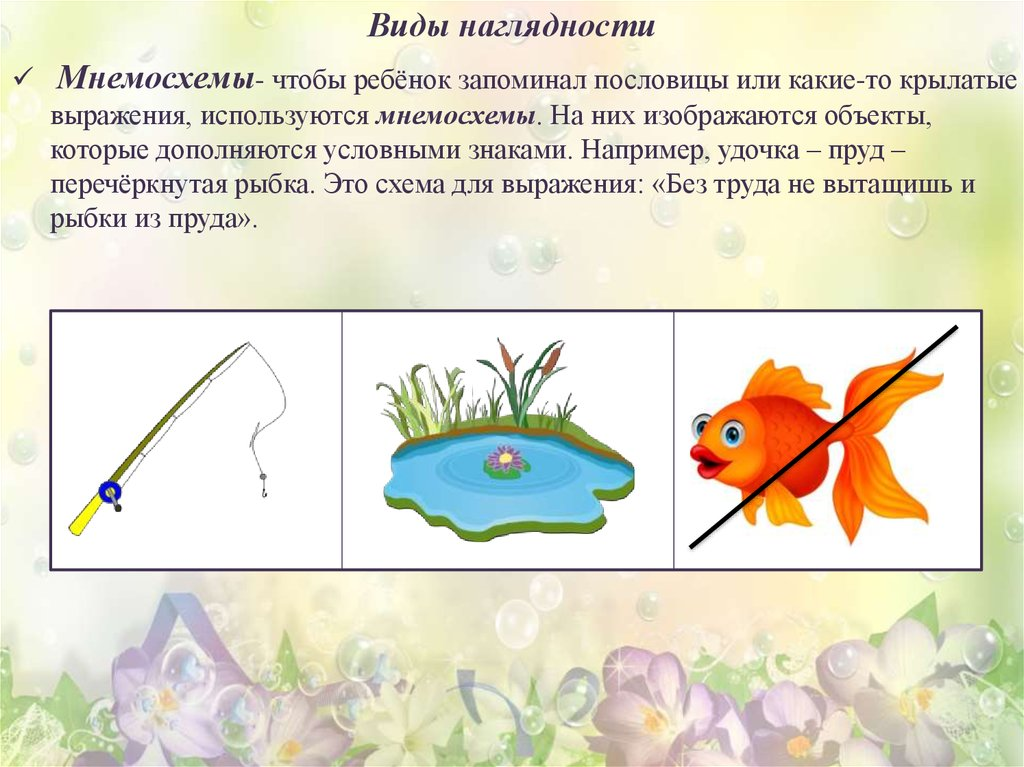 Виды наглядности
✓ Мнемосхемы- чтобы ребёнок запоминал пословицы или какие-то крылатые
выражения, используются мнемосхемы. На них изображаются объекты,
которые дополняются условными знаками. Например, удочка – пруд –
перечёркнутая рыбка. Это схема для выражения: «Без труда не вытащишь и
рыбки из пруда».